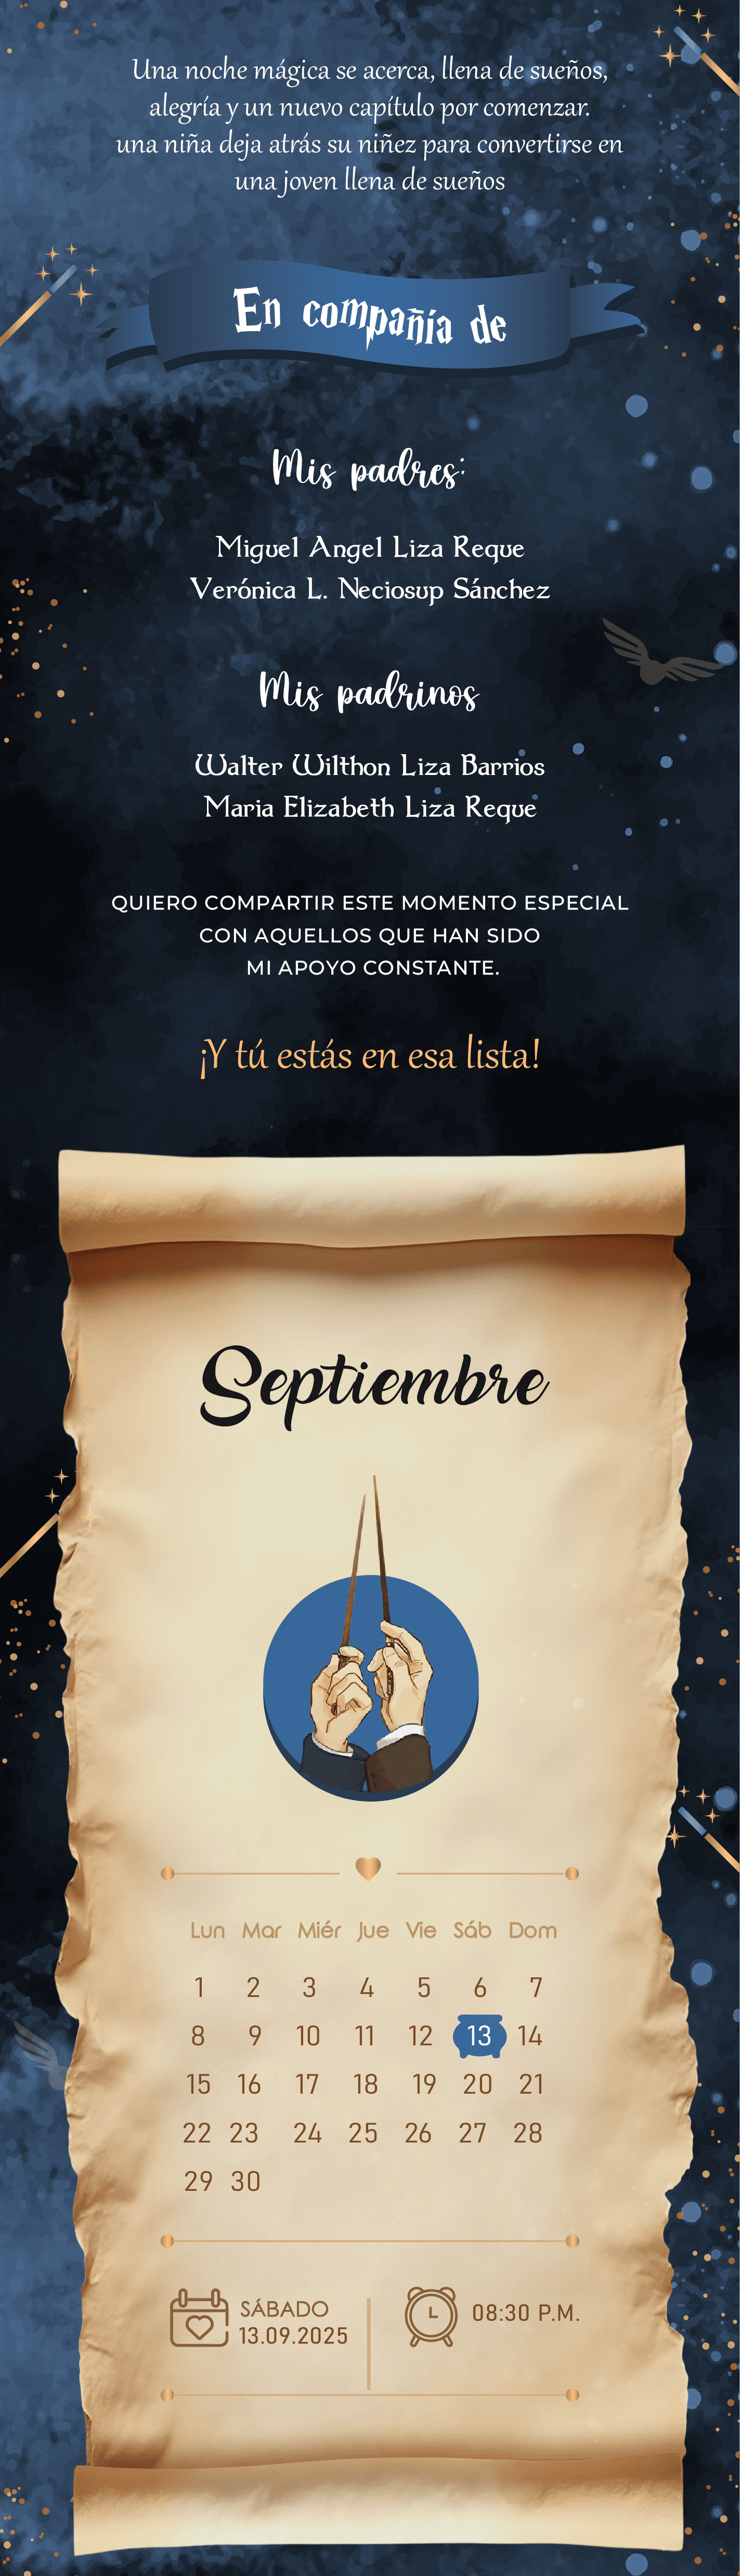 Una noche mágica se acerca, llena de sueños,
alegría y un nuevo capítulo por comenzar.
una niña deja atrás su niñez para convertirse en
una joven llena de sueños
En compañía de
Mis padres:
Miguel Angel Liza Reque
Verónica L. Neciosup Sánchez
Mis padrinos
Walter Wilthon Liza Barrios
Maria Elizabeth Liza Reque
QUIERO COMPARTIR ESTE MOMENTO ESPECIAL
CON AQUELLOS QUE HAN SIDO
MI APOYO CONSTANTE.
¡Y tú estás en esa lista!
Septiembre
Lun Mar Miér Jue Vie Sáb Dom
1 2 3 4 5 6 7
8 9 10 11 12 13 14
15 16 17 18 19 20 21
22 23 24 25 26 27 28
29 30
SÁBADO
13.09.2025
08:30 P.M.